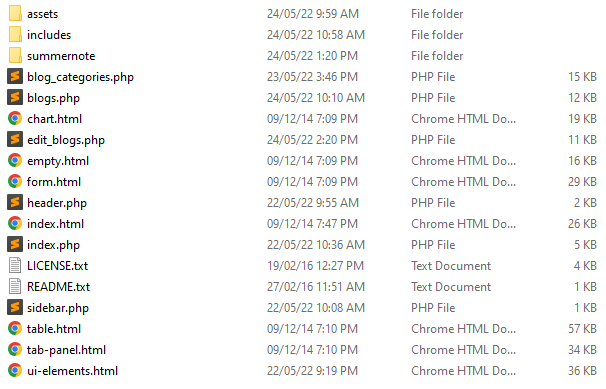 assets 24/05/22 9:59 AM File folder
includes 24/05/22 10:58 AM File folder
summernote 24/05/22 1:20 PM File folder
blog_categories.php 23/05/22 3:46 PM PHP File 15 KB
blogs.php 24/05/22 10:10 AM PHP File 12 KB
chart.html 09/12/14 7:09 PM Chrome HTML Do... 19 KB
edit_blogs.php 24/05/22 2:20 PM PHP File 11 KB
empty.html 09/12/14 7:09 PM Chrome HTML Do... 16 KB
form.html 09/12/14 7:09 PM Chrome HTML Do... 29 KB
header.php 22/05/22 9:55 AM PHP File 2 KB
index.html 09/12/14 7:47 PM Chrome HTML Do... 26 KB
index.php 22/05/22 10:36 AM PHP File 5 KB
LICENSE.txt 19/02/16 12:27 PM Text Document 4 KB
README.txt 27/02/16 11:51 AM Text Document 1 KB
sidebar.php 22/05/22 10:08 AM PHP File 1 KB
table.html 09/12/14 7:10 PM Chrome HTML Do... 57 KB
tab-panel.html 09/12/14 7:10 PM Chrome HTML Do... 34 KB
ui-elements.html 22/05/22 9:19 PM Chrome HTML Do... 36 KB